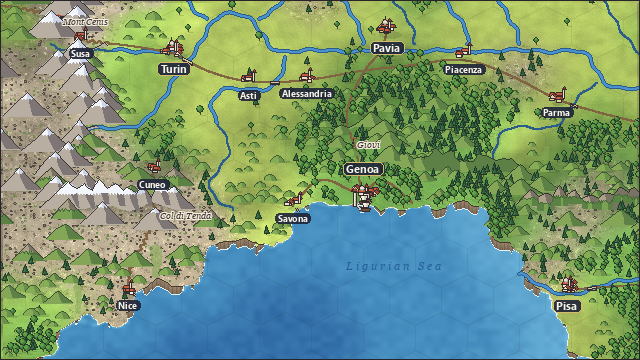 Mont Cenis
Susa
Turin
Pavia
Piacenza
Asti
Alessandria
Parma
Giovi
Genoa
Cuneo
Col di Tenda
Savona
Ligurian Sea
Nice
Pisa